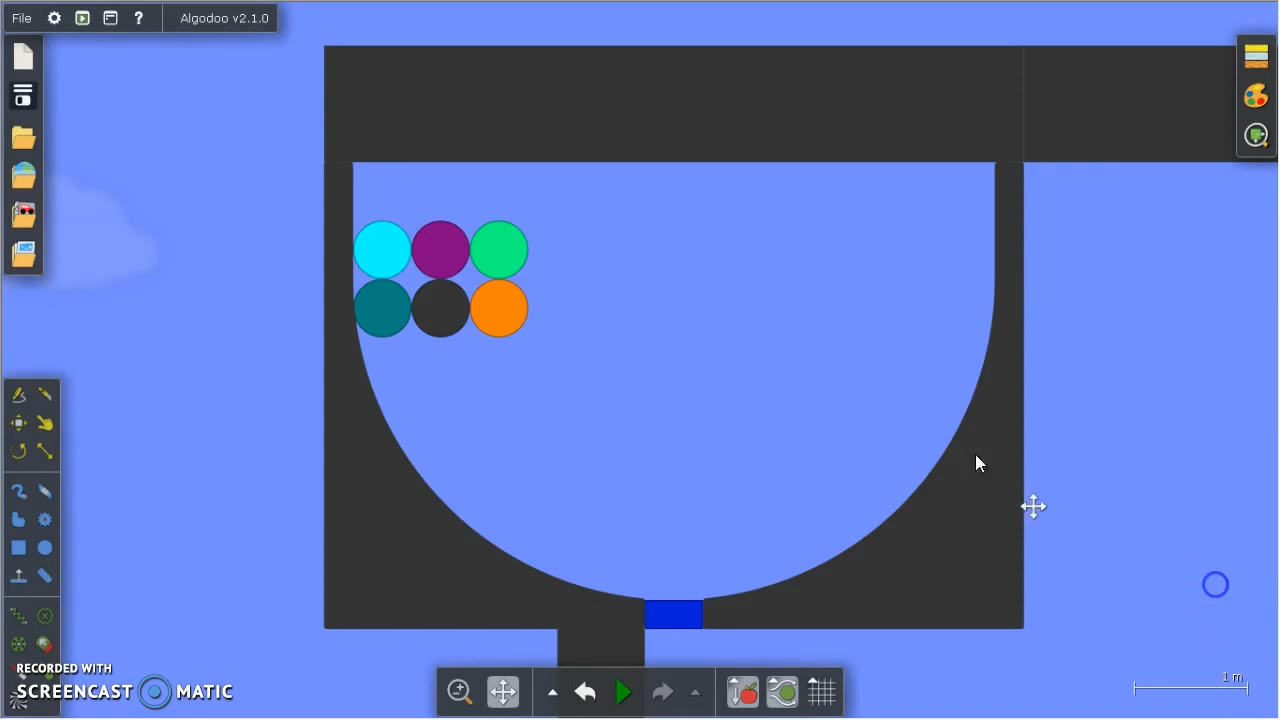 File
?
Algodoo v2.1.0
1 m
RECORDED WITH
SCREENCAST MATIC